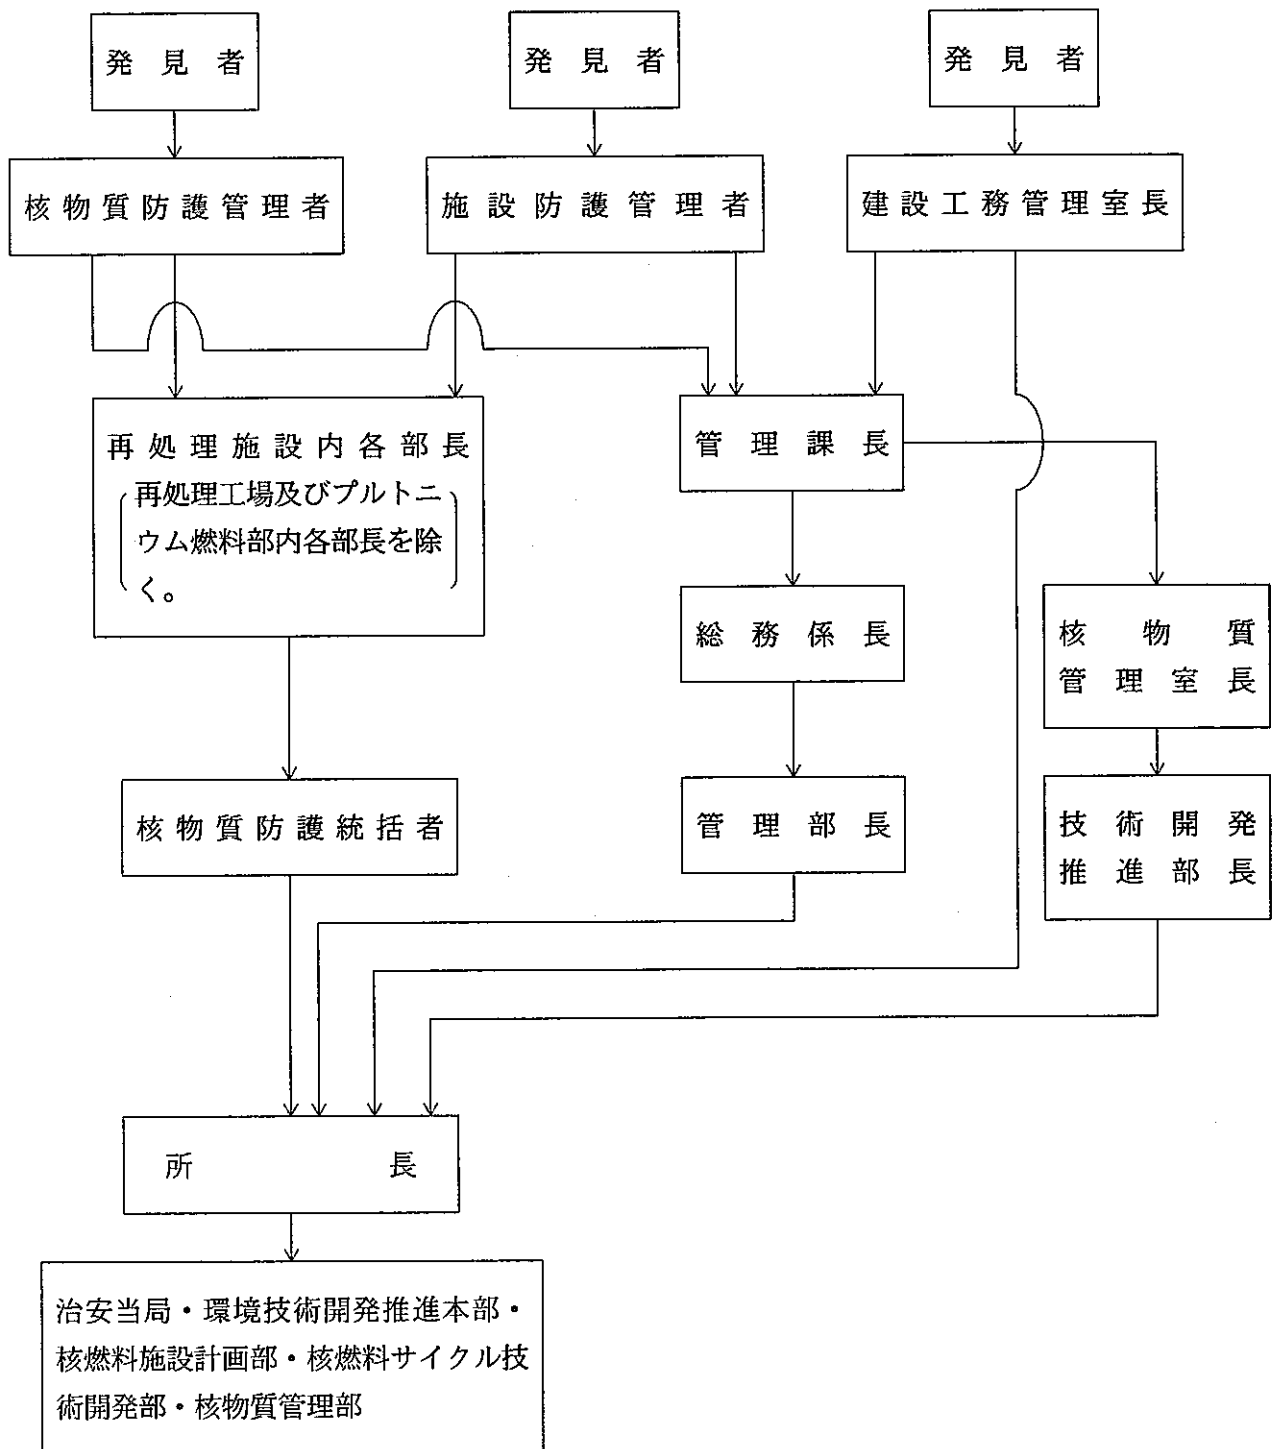 発見者
発見者
発見者
核物質防護管理者
施設防護管理者
建設工務管理室長
再処理施設内各部長
再処理工場及びプルトニ
ウム燃料部内各部長を除
く。
管理課長
総務係長
核物質
管理室長
核物質防護統括者
管理部長
技術開発
推進部長
所長
治安当局・環境技術開発推進本部・
核燃料施設計画部・核燃料サイクル技
術開発部・核物質管理部